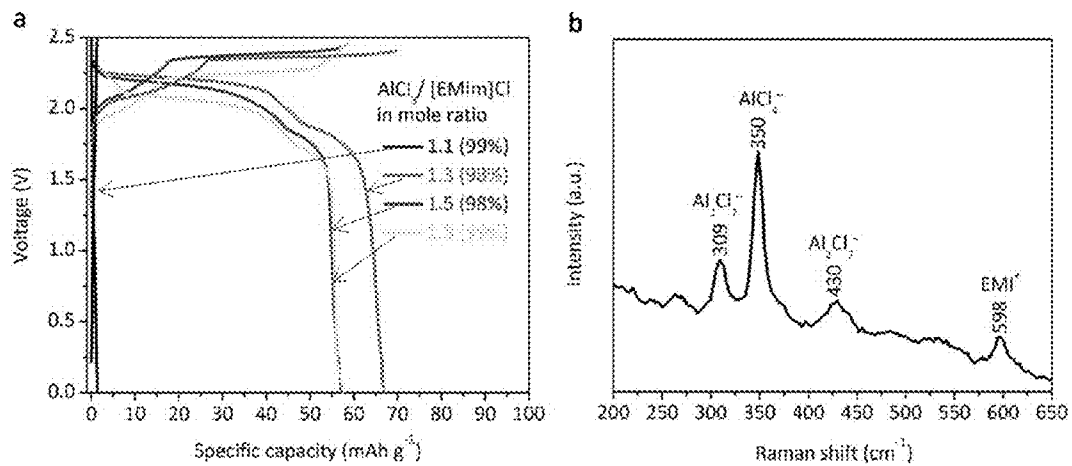 a
2.5
2.0
1.5
1.0
0.5
0.0
Voltage (V)
0 10 20 30 40 50 60 70 80 90 100
Specific capacity (mAh g⁻¹)
AlCl₃/ [EMIm]Cl
in mole ratio
1.1 (99%)
1.3 (98%)
1.5 (98%)
b
Intensity (a.u.)
Al₂Cl₇⁻
309
AlCl₄⁻
350
Al₂Cl₇⁻
430
EMI⁺
598
200 250 300 350 400 450 500 550 600 650
Raman shift (cm⁻¹)